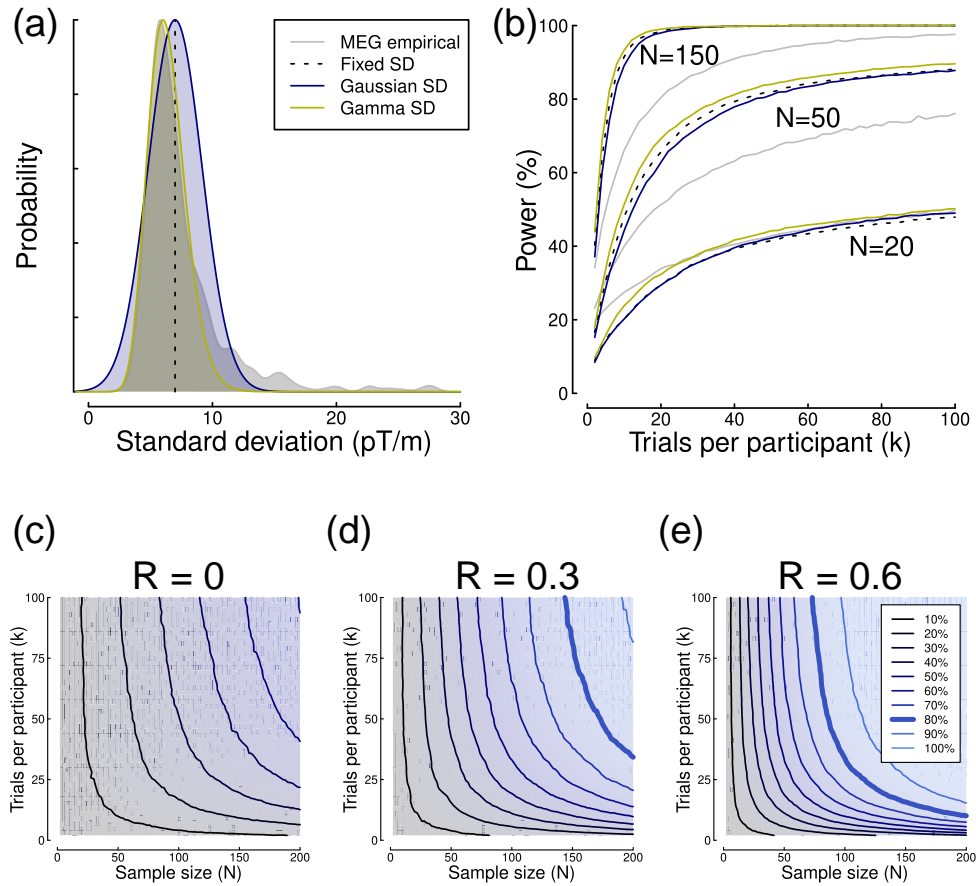 (a)
MEG empirical
Fixed SD
Gaussian SD
Gamma SD
Probability
0 10 20 30
Standard deviation (pT/m)
(b)
100
80
60
40
20
0
Power (%)
N=150
N=50
N=20
0 20 40 60 80 100
Trials per participant (k)
(c)
R = 0
100
75
50
25
0
Trials per participant (k)
0 50 100 150 200
Sample size (N)
(d)
R = 0.3
100
75
50
25
0
Trials per participant (k)
0 50 100 150 200
Sample size (N)
(e)
R = 0.6
100
75
50
25
0
Trials per participant (k)
10%
20%
30%
40%
50%
60%
70%
80%
90%
100%
0 50 100 150 200
Sample size (N)